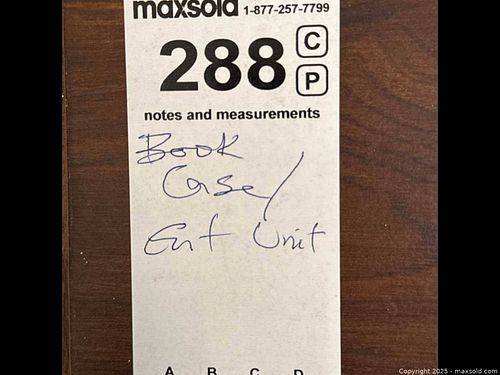 maxsold 1-877-257-7799
288 C
P
notes and measurements
Book
Case/
Ent Unit
A B C D
Copyright © 2025 - maxsold.com